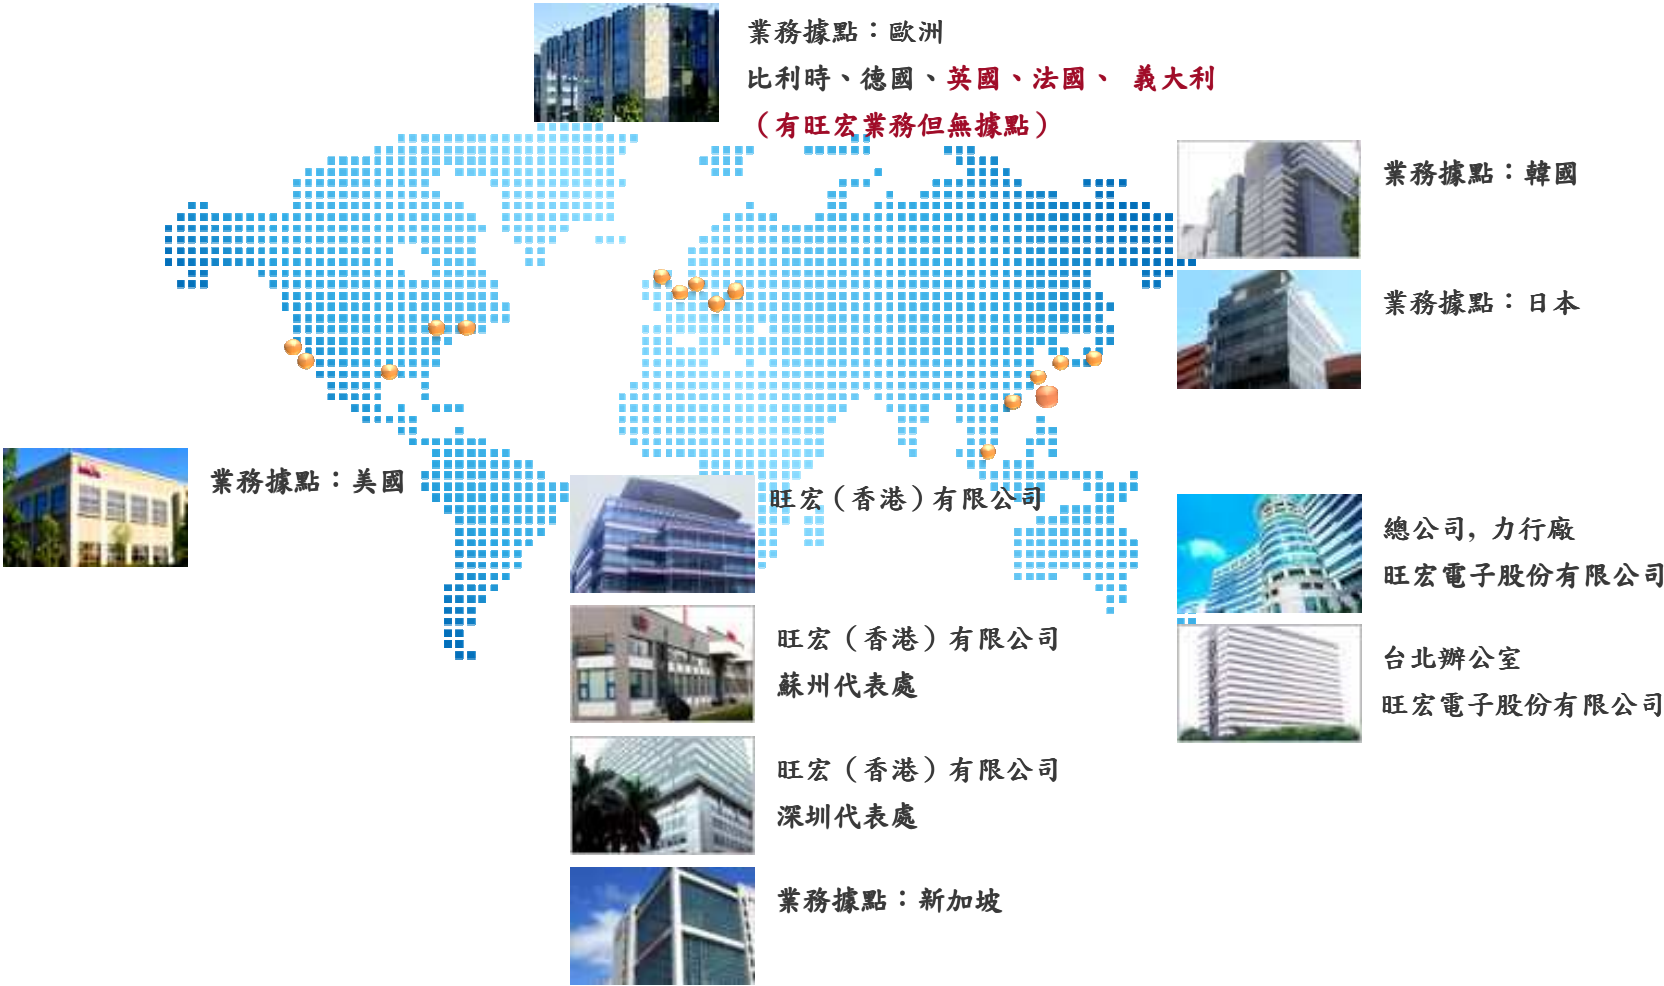 業務據點：歐洲
比利時、德國、英國、法國、 義大利
（有旺宏業務但無據點）
業務據點：韓國
業務據點：日本
業務據點：美國
旺宏（香港）有限公司
總公司, 力行廠
旺宏電子股份有限公司
旺宏（香港）有限公司
蘇州代表處
台北辦公室
旺宏電子股份有限公司
旺宏（香港）有限公司
深圳代表處
業務據點：新加坡